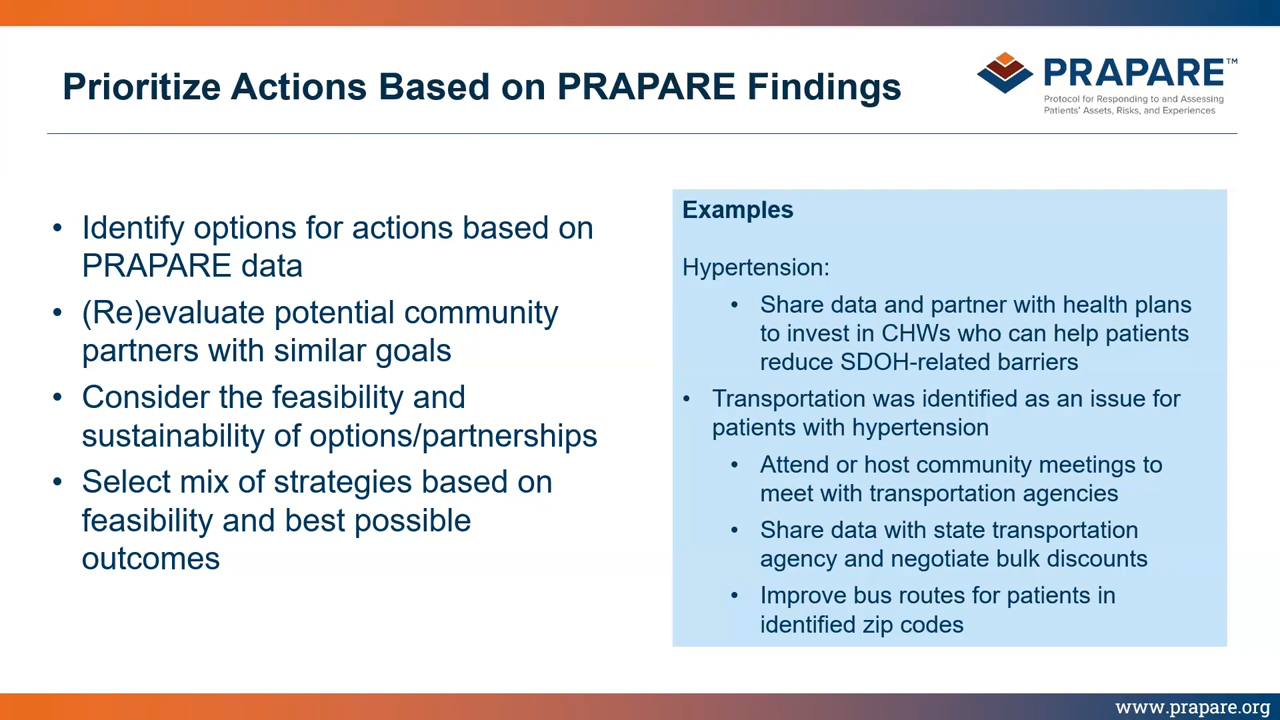 Prioritize Actions Based on PRAPARE Findings
PRAPARE™
Protocol for Responding to and Assessing
Patients' Assets, Risks, and Experiences
• Identify options for actions based on
PRAPARE data
• (Re)evaluate potential community
partners with similar goals
• Consider the feasibility and
sustainability of options/partnerships
• Select mix of strategies based on
feasibility and best possible
outcomes
Examples
Hypertension:
• Share data and partner with health plans
to invest in CHWs who can help patients
reduce SDOH-related barriers
• Transportation was identified as an issue for
patients with hypertension
• Attend or host community meetings to
meet with transportation agencies
• Share data with state transportation
agency and negotiate bulk discounts
• Improve bus routes for patients in
identified zip codes
www.prapare.org